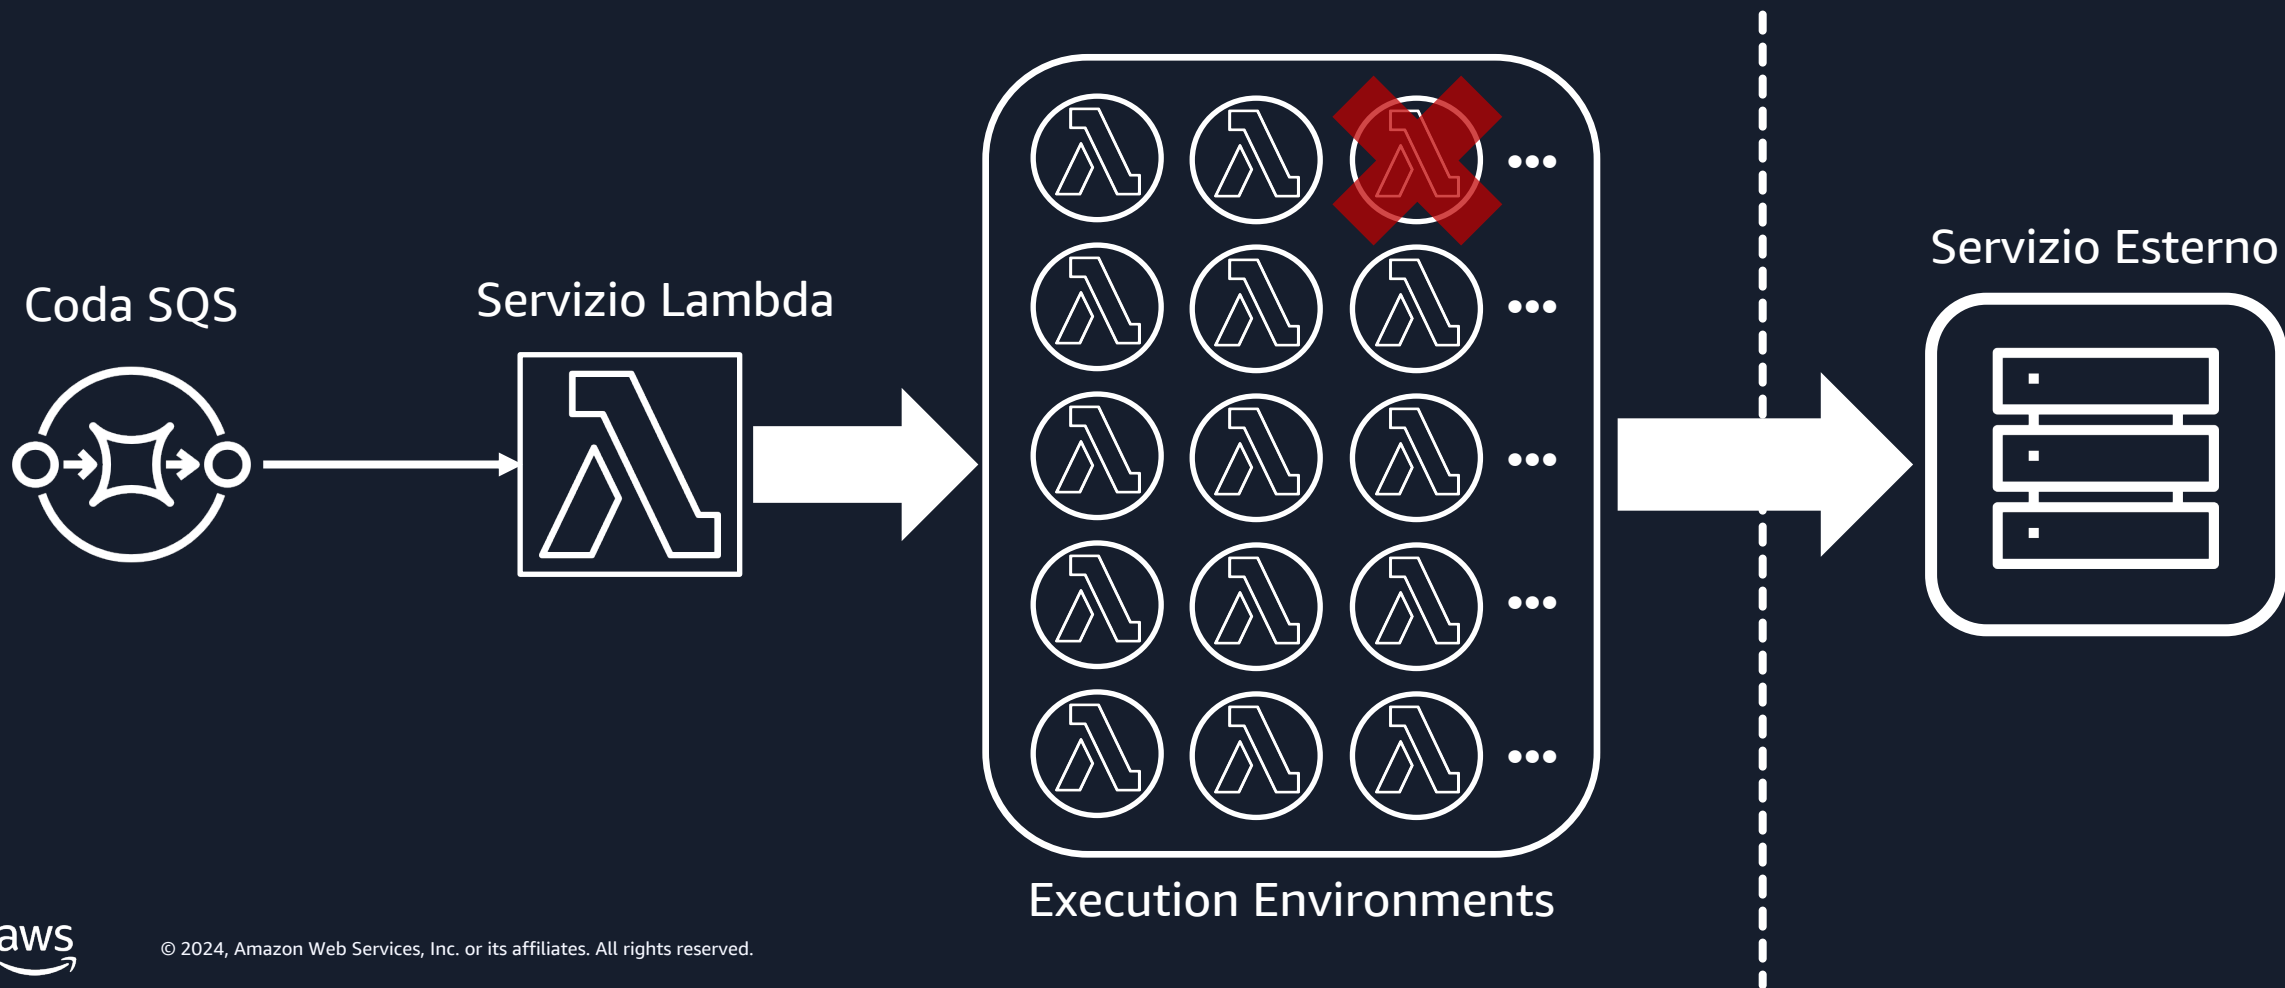 Servizio Esterno
Coda SQS
Servizio Lambda
Execution Environments
aws
© 2024, Amazon Web Services, Inc. or its affiliates. All rights reserved.